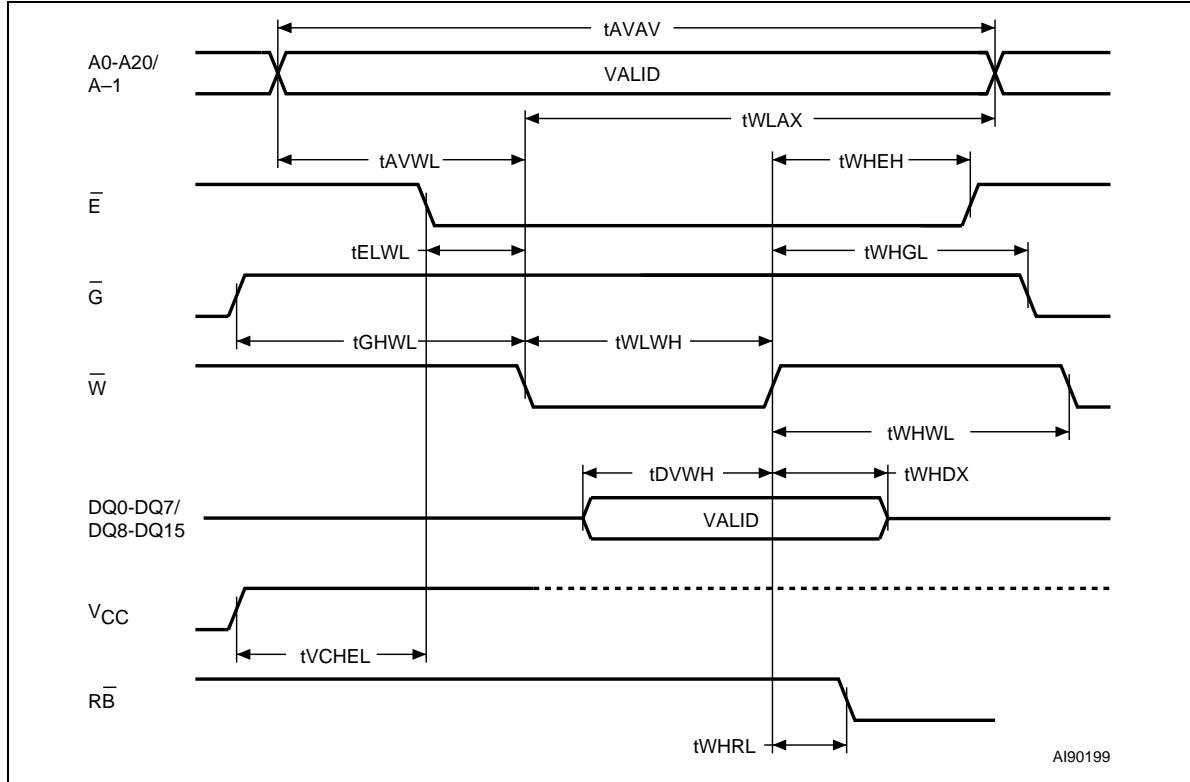 tAVAV
A0-A20/
A–1
VALID
tWLAX
tAVWL
tWHEH
E̅
tELWL
tWHGL
G̅
tGHWL
tWLWH
W̅
tWHWL
tDVWH
tWHDX
DQ0-DQ7/
DQ8-DQ15
VALID
VCC
tVCHEL
RB̅
tWHRL
AI90199